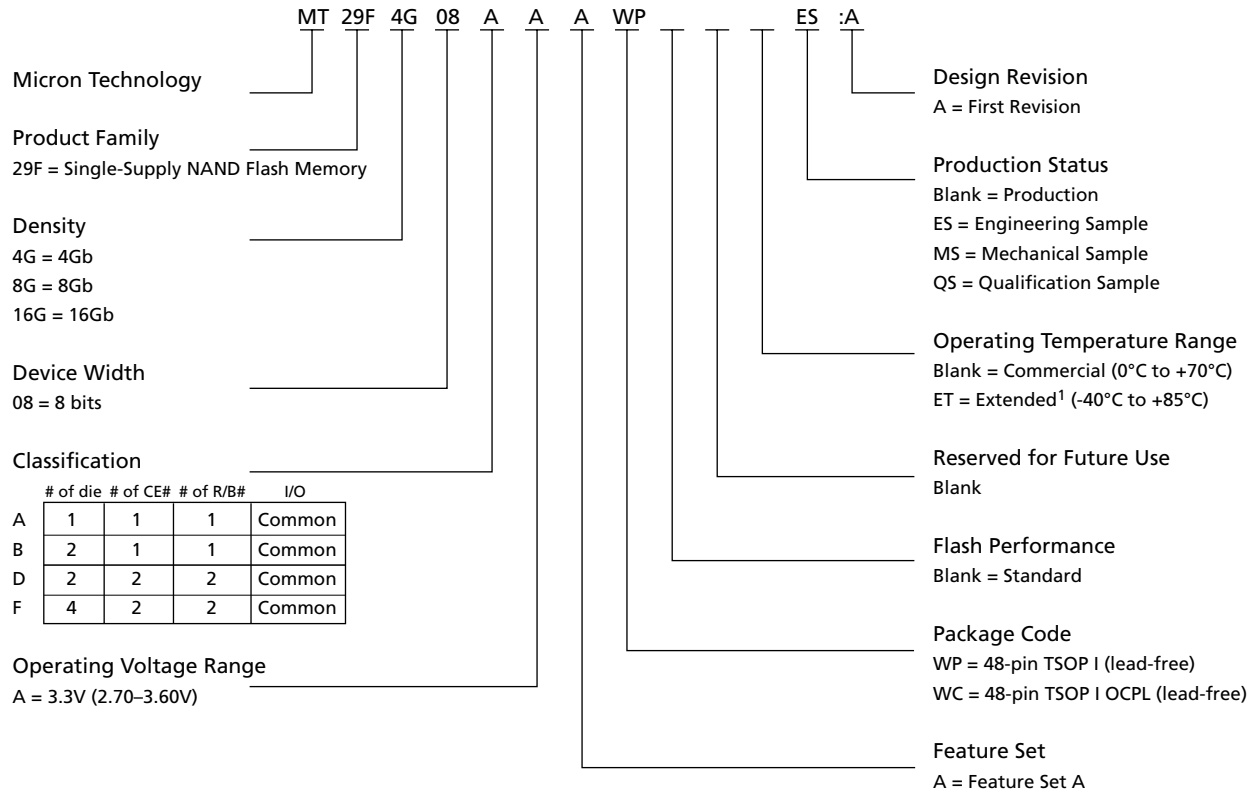 MT 29F 4G 08 A A A WP ES :A
Micron Technology
Product Family
29F = Single-Supply NAND Flash Memory
Density
4G = 4Gb
8G = 8Gb
16G = 16Gb
Device Width
08 = 8 bits
Classification
# of die # of CE# # of R/B# I/O
A 1 1 1 Common
B 2 1 1 Common
D 2 2 2 Common
F 4 2 2 Common
Operating Voltage Range
A = 3.3V (2.70–3.60V)
Design Revision
A = First Revision
Production Status
Blank = Production
ES = Engineering Sample
MS = Mechanical Sample
QS = Qualification Sample
Operating Temperature Range
Blank = Commercial (0°C to +70°C)
ET = Extended¹ (-40°C to +85°C)
Reserved for Future Use
Blank
Flash Performance
Blank = Standard
Package Code
WP = 48-pin TSOP I (lead-free)
WC = 48-pin TSOP I OCPL (lead-free)
Feature Set
A = Feature Set A